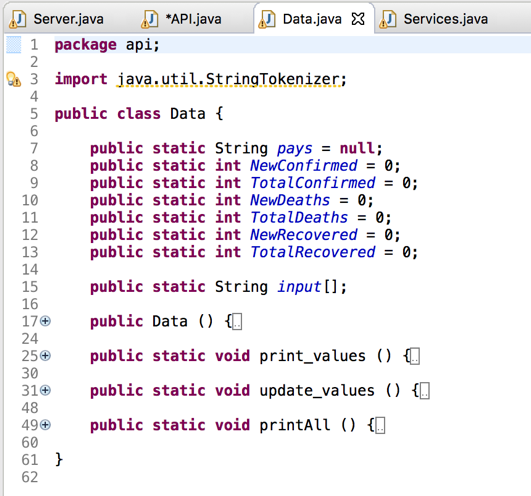 Server.java *API.java Data.java Services.java
1 package api;
2
3 import java.util.StringTokenizer;
4
5 public class Data {
6
7 public static String pays = null;
8 public static int NewConfirmed = 0;
9 public static int TotalConfirmed = 0;
10 public static int NewDeaths = 0;
11 public static int TotalDeaths = 0;
12 public static int NewRecovered = 0;
13 public static int TotalRecovered = 0;
14
15 public static String input[];
16
17 public Data () {
24
25 public static void print_values () {
30
31 public static void update_values () {
48
49 public static void printAll () {
60
61 }
62